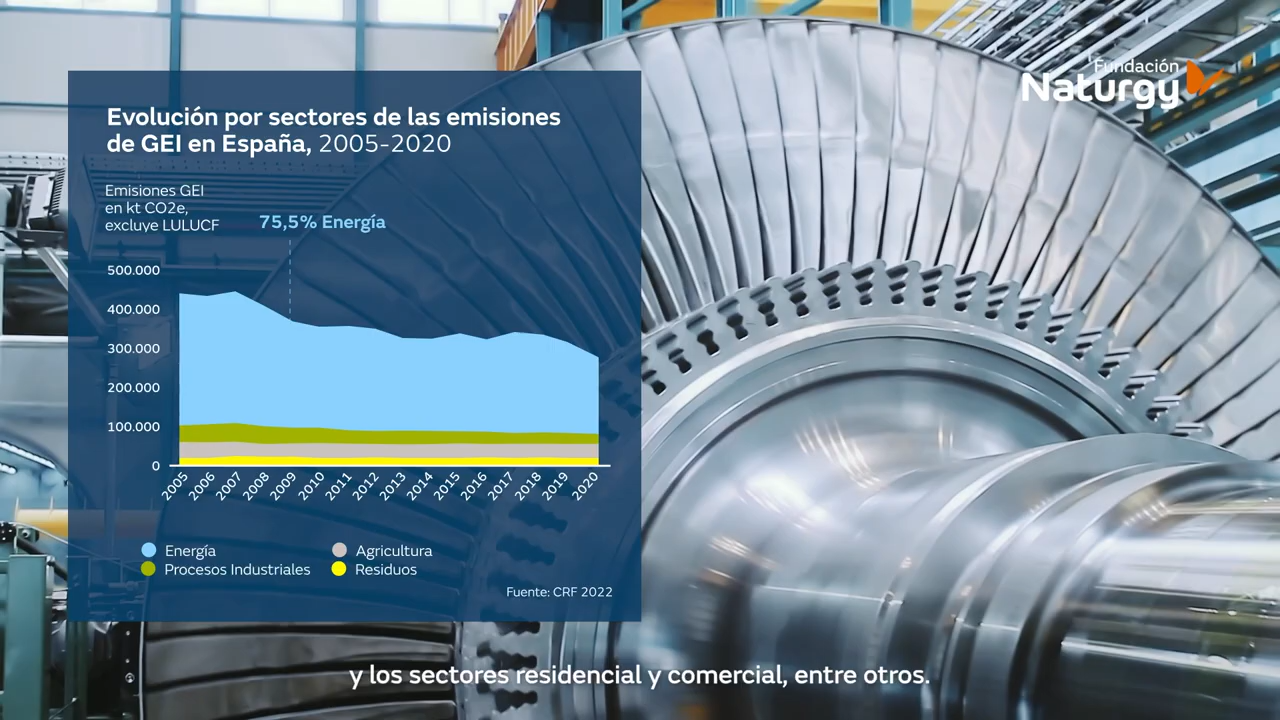 Fundación
Naturgy
Evolución por sectores de las emisiones
de GEI en España, 2005-2020
Emisiones GEI
en kt CO2e,
excluye LULUCF
75,5% Energía
500.000
400.000
300.000
200.000
100.000
0
2005
2006
2007
2008
2009
2010
2011
2012
2013
2014
2015
2016
2017
2018
2019
2020
Energía
Agricultura
Procesos Industriales
Residuos
Fuente: CRF 2022
y los sectores residencial y comercial, entre otros.